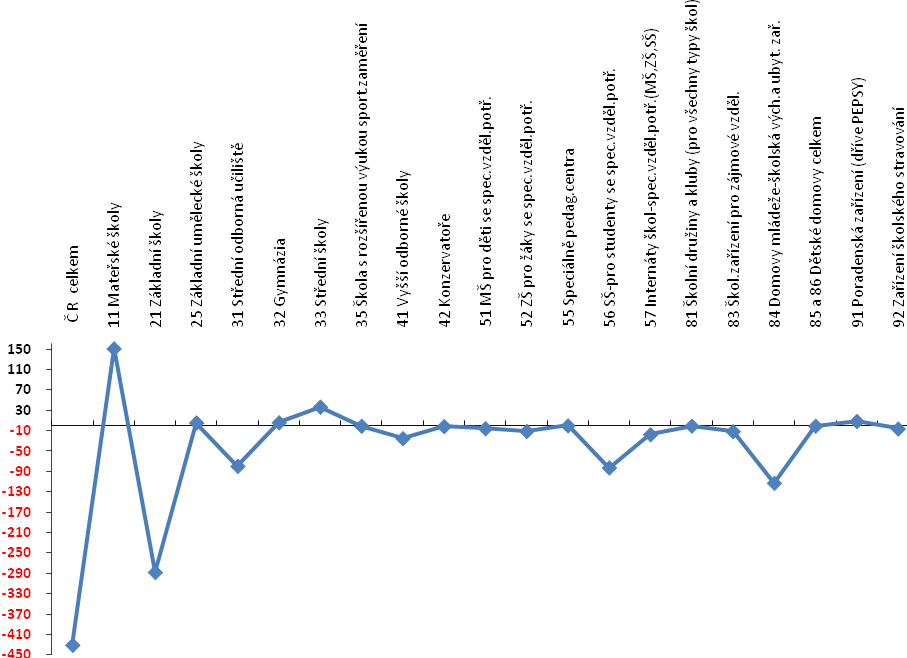 Č R  celkem
11 Mateřské školy
21 Základní školy
25 Základní umělecké školy
31 Střední odborná učiliště
32 Gymnázia
33 Střední školy
35 Škola s rozšířenou výukou sport.zaměření
41 Vyšší odborné školy
42 Konzervatoře
51 MŠ pro děti se spec.vzděl.potř.
52 ZŠ pro žáky se spec.vzděl.potř.
55 Speciálně pedag.centra
56 SŠ-pro studenty se spec.vzděl.potř.
57 Internáty škol-spec.vzděl.potř.(MŠ,ZŠ,SŠ)
81 Školní družiny a kluby (pro všechny typy škol)
83 Škol.zařízení pro zájmové vzděl.
84 Domovy mládeže-školská vých.a ubyt. zař.
85 a 86 Dětské domovy celkem
91 Poradenská zařízení (dříve PEPSY)
92 Zařízení školského stravování
150
110
70
30
-10
-50
-90
-130
-170
-210
-250
-290
-330
-370
-410
-450